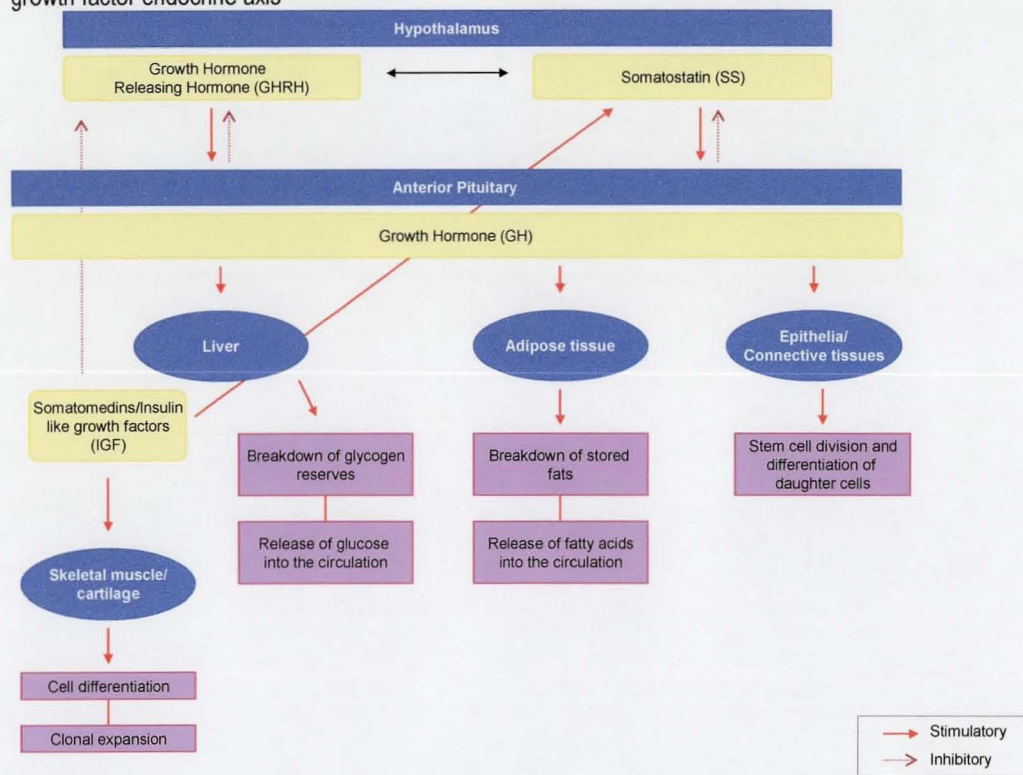 growth factor endocrine axis
Hypothalamus
Growth Hormone
Releasing Hormone (GHRH)
Somatostatin (SS)
Anterior Pituitary
Growth Hormone (GH)
Liver
Adipose tissue
Epithelia/
Connective tissues
Somatomedins/Insulin
like growth factors
(IGF)
Breakdown of glycogen
reserves
Breakdown of stored
fats
Stem cell division and
differentiation of
daughter cells
Release of glucose
into the circulation
Release of fatty acids
into the circulation
Skeletal muscle/
cartilage
Cell differentiation
Clonal expansion
Stimulatory
Inhibitory